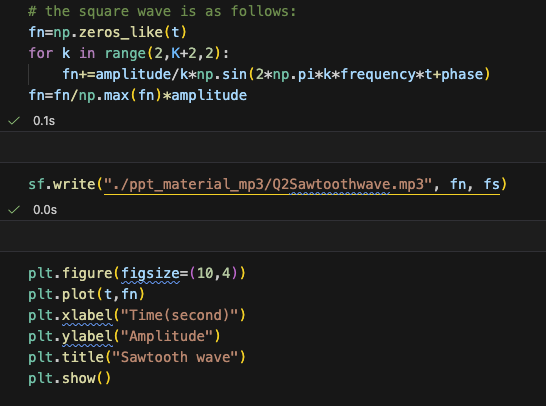 # the square wave is as follows:
fn=np.zeros_like(t)
for k in range(2,K+2,2):
    fn+=amplitude/k*np.sin(2*np.pi*k*frequency*t+phase)
fn=fn/np.max(fn)*amplitude
0.1s
sf.write("./ppt_material_mp3/Q2Sawtoothwave.mp3", fn, fs)
0.0s
plt.figure(figsize=(10,4))
plt.plot(t,fn)
plt.xlabel("Time(second)")
plt.ylabel("Amplitude")
plt.title("Sawtooth wave")
plt.show()